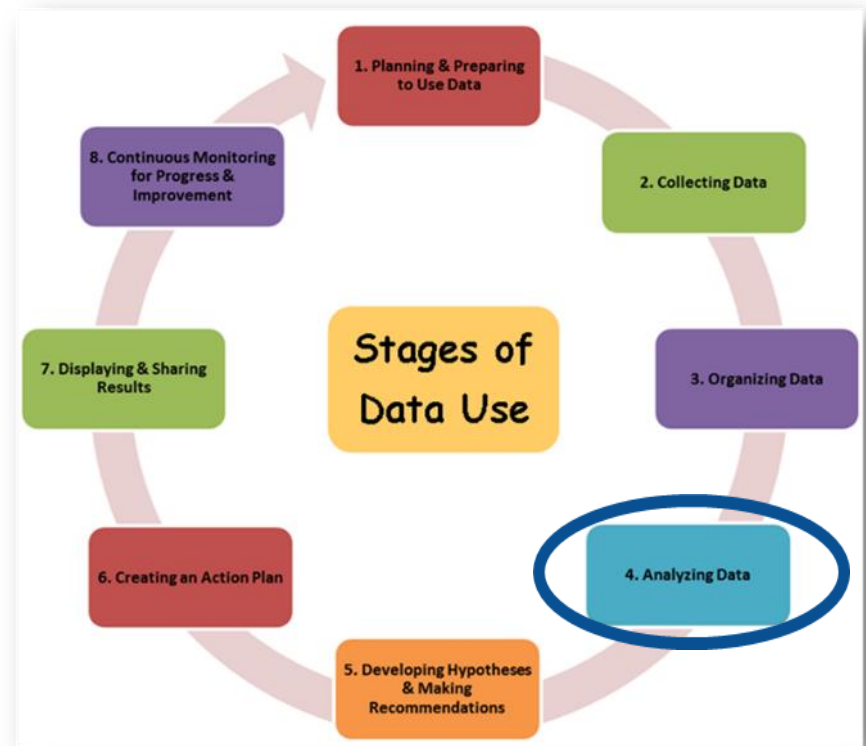 1. Planning & Preparing
to Use Data
2. Collecting Data
3. Organizing Data
4. Analyzing Data
5. Developing Hypotheses
& Making
Recommendations
6. Creating an Action Plan
7. Displaying & Sharing
Results
8. Continuous Monitoring
for Progress &
Improvement
Stages of
Data Use